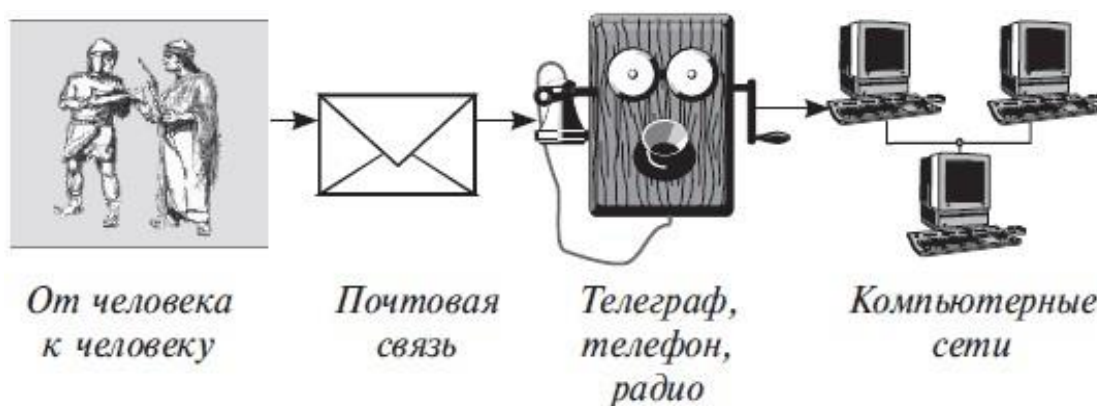 От человека
к человеку
Почтовая
связь
Телеграф,
телефон,
радио
Компьютерные
сети